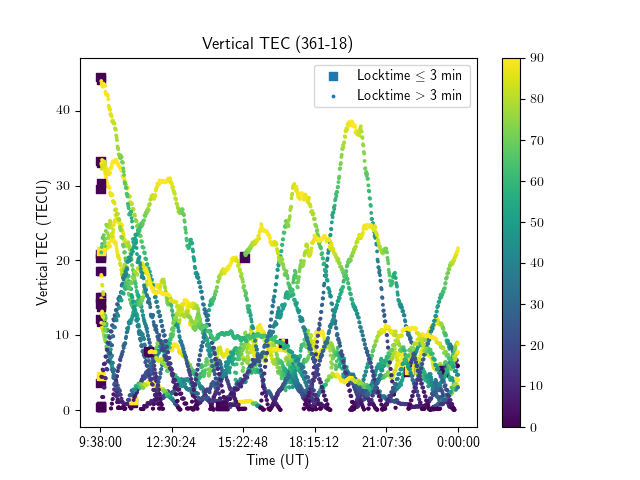 Vertical TEC (361-18)
Locktime ≤ 3 min
Locktime > 3 min
Vertical TEC (TECU)
40
30
20
10
0
9:38:00 12:30:24 15:22:48 18:15:12 21:07:36 0:00:00
Time (UT)
90
80
70
60
50
40
30
20
10
0